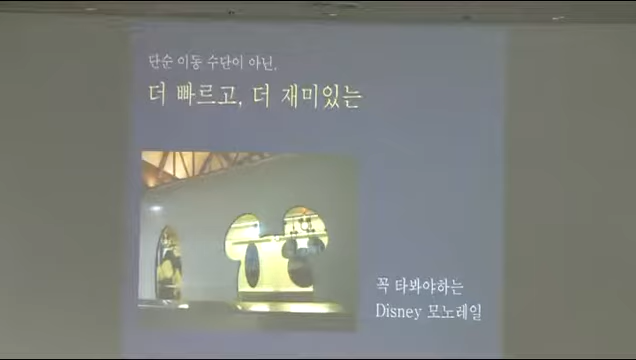 단순 이동 수단이 아닌,
더 빠르고, 더 재미있는
꼭 타봐야하는
Disney 모노레일